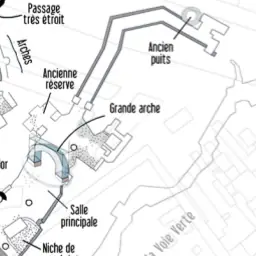 Passage
très étroit
Arches
Ancien
puits
Ancienne
réserve
Grande arche
Salle
principale
Niche de
la Voie Verte